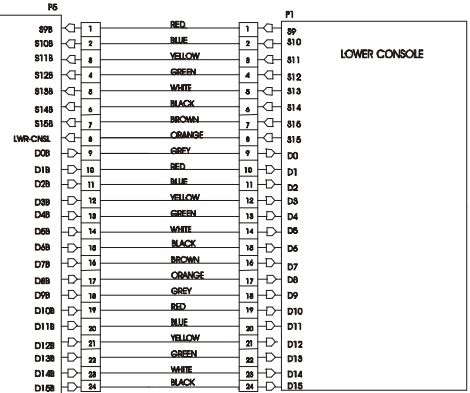 P5 P1
S9B 1 RED 1 S9
S10B 2 BLUE 2 S10
LOWER CONSOLE
S11B 3 YELLOW 3 S11
S12B 4 GREEN 4 S12
S13B 5 WHITE 5 S13
S14B 6 BLACK 6 S14
S15B 7 BROWN 7 S15
LWR-CNSL 8 ORANGE 8 S15
D0B 9 GREY 9 D0
D1B 10 RED 10 D1
D2B 11 BLUE 11 D2
D3B 12 YELLOW 12 D3
D4B 13 GREEN 13 D4
D5B 14 WHITE 14 D5
D6B 15 BLACK 15 D6
D7B 16 BROWN 16 D7
D8B 17 ORANGE 17 D8
D9B 18 GREY 18 D9
D10B 19 RED 19 D10
D11B 20 BLUE 20 D11
D12B 21 YELLOW 21 D12
D13B 22 GREEN 22 D13
D14B 23 WHITE 23 D14
D15B 24 BLACK 24 D15